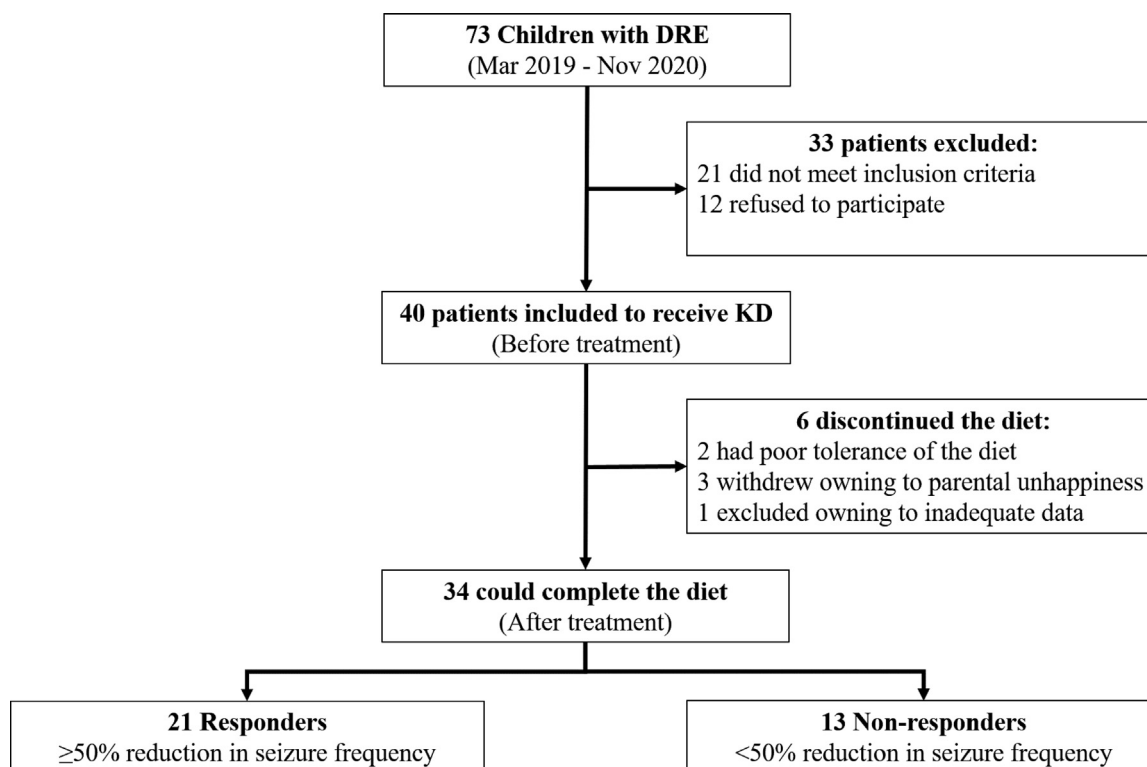 73 Children with DRE
(Mar 2019 - Nov 2020)
33 patients excluded:
21 did not meet inclusion criteria
12 refused to participate
40 patients included to receive KD
(Before treatment)
6 discontinued the diet:
2 had poor tolerance of the diet
3 withdrew owning to parental unhappiness
1 excluded owning to inadequate data
34 could complete the diet
(After treatment)
21 Responders
≥50% reduction in seizure frequency
13 Non-responders
<50% reduction in seizure frequency